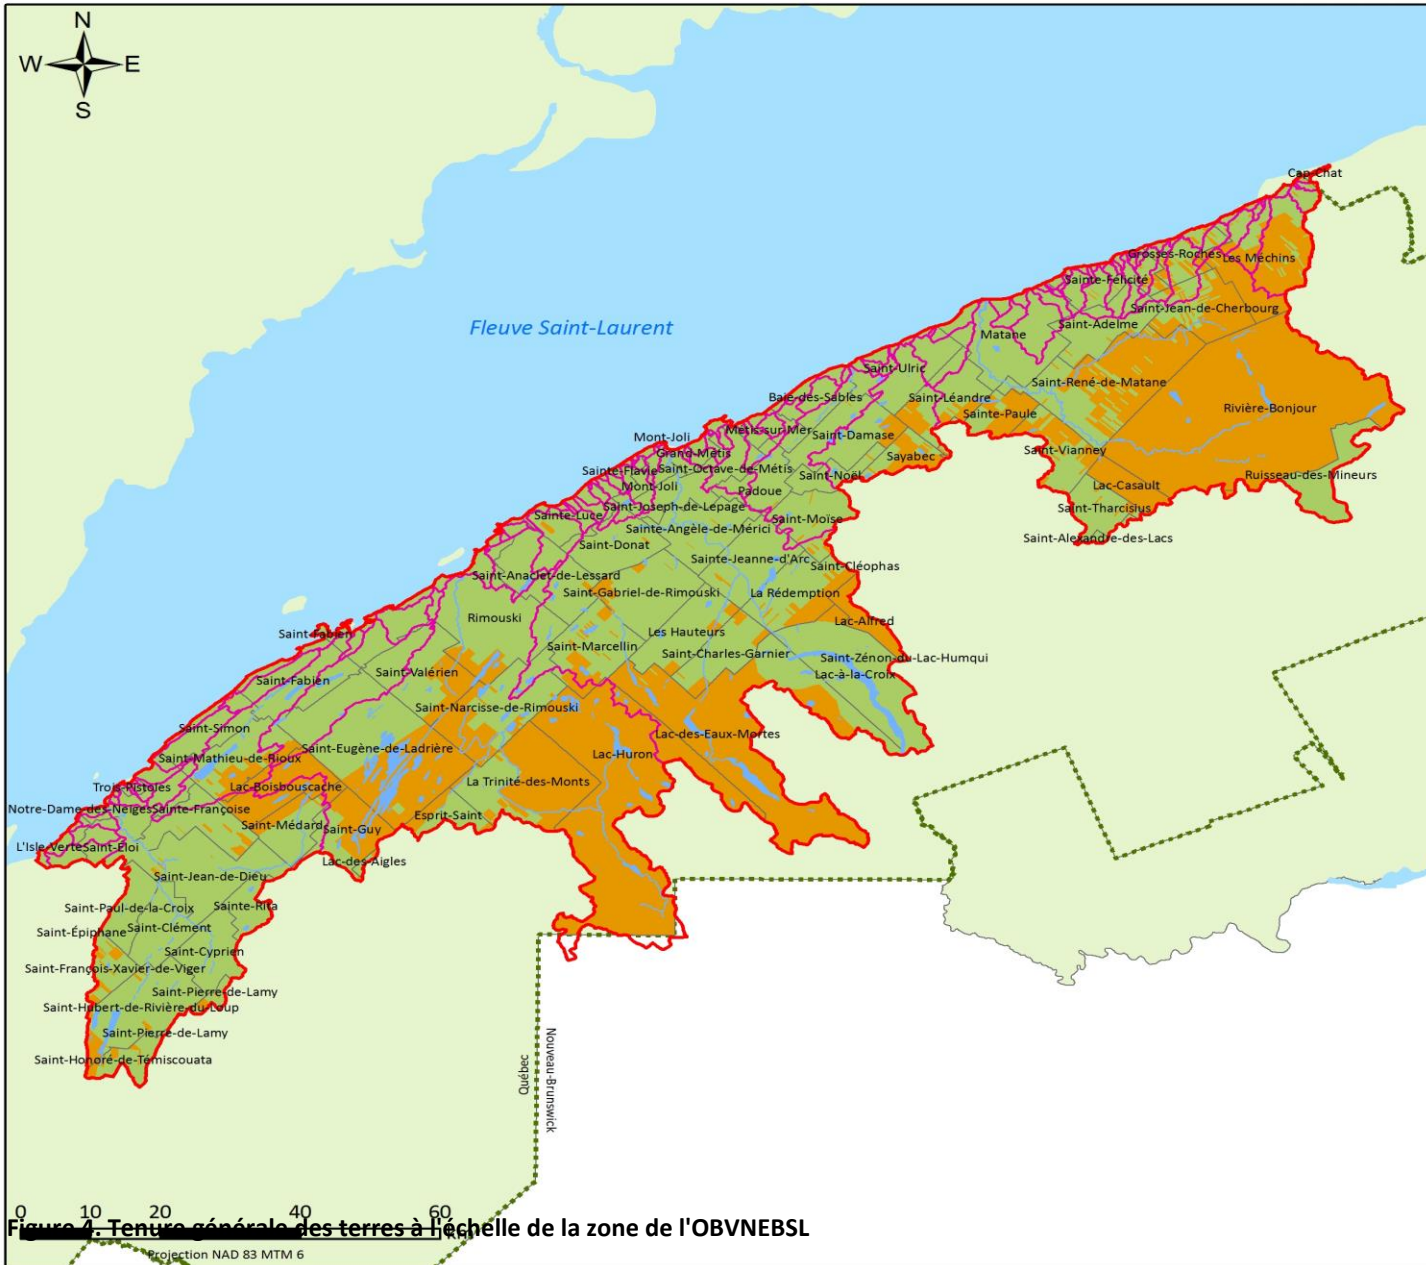 N
W E
S
Fleuve Saint-Laurent
Cap-Chat
Grosses-Roches
Les Méchins
Sainte-Félicité
Saint-Jean-de-Cherbourg
Saint-Adelme
Matane
Saint-Ulric
Saint-René-de-Matane
Baie-des-Sables
Saint-Léandre
Rivière-Bonjour
Sainte-Paule
Métis-sur-Mer
Saint-Damase
Mont-Joli
Grand-Métis
Saint-Vianney
Sayabec
Sainte-Flavie
Saint-Octave-de-Métis
Saint-Noël
Ruisseau-des-Mineurs
Mont-Joli
Padoue
Lac-Casault
Saint-Joseph-de-Lepage
Saint-Tharcisius
Sainte-Luce
Saint-Moïse
Sainte-Angèle-de-Mérici
Saint-Alexandre-des-Lacs
Saint-Donat
Sainte-Jeanne-d'Arc
Saint-Cléophas
Saint-Anaclet-de-Lessard
Saint-Gabriel-de-Rimouski
La Rédemption
Rimouski
Lac-Alfred
Saint-Fabien
Les Hauteurs
Saint-Marcellin
Saint-Charles-Garnier
Saint-Zénon-du-Lac-Humqui
Saint-Valérien
Lac-à-la-Croix
Saint-Fabien
Saint-Narcisse-de-Rimouski
Saint-Simon
Lac-des-Eaux-Mortes
Saint-Eugène-de-Ladrière
Lac-Huron
Saint-Mathieu-de-Rioux
La Trinité-des-Monts
Trois-Pistoles
Lac-Boisbouscache
Notre-Dame-des-Neiges
Sainte-Françoise
Esprit-Saint
Saint-Médard
Saint-Guy
L'Isle-Verte
Saint-Éloi
Lac-des-Aigles
Saint-Jean-de-Dieu
Saint-Paul-de-la-Croix
Sainte-Rita
Saint-Clément
Saint-Épiphane
Saint-Cyprien
Saint-François-Xavier-de-Viger
Saint-Pierre-de-Lamy
Saint-Hubert-de-Rivière-du-Loup
Saint-Pierre-de-Lamy
Saint-Honoré-de-Témiscouata
Québec
Nouveau-Brunswick
0 10 20 40 60
Km
Figure 4. Tenure générale des terres à l'échelle de la zone de l'OBVNEBSL
Projection NAD 83 MTM 6